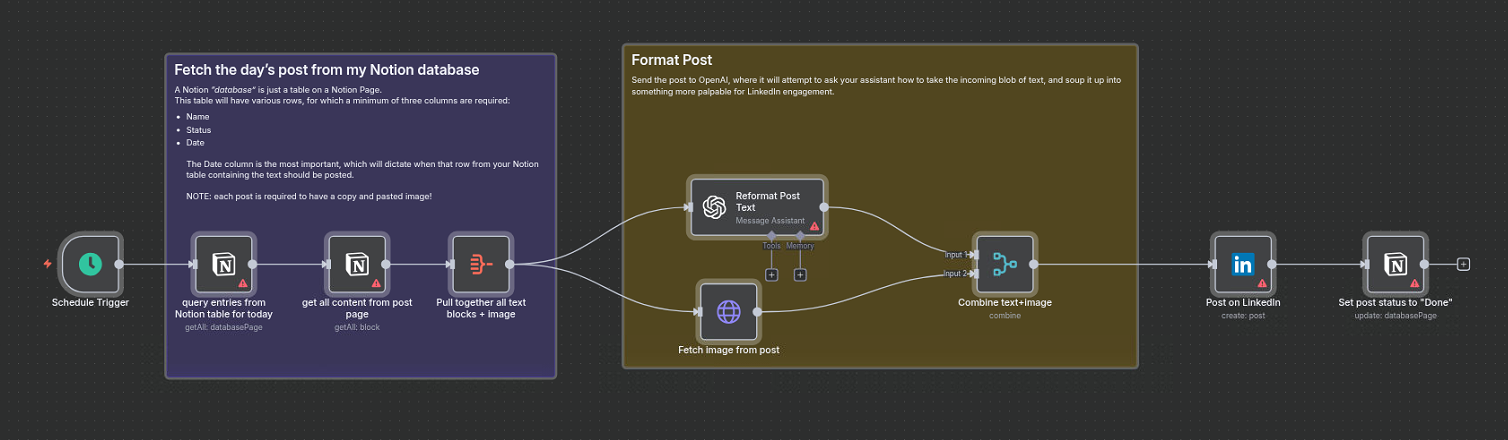 Fetch the day’s post from my Notion database
A Notion “database” is just a table on a Notion Page.
This table will have various rows, for which a minimum of three columns are required:
• Name
• Status
• Date
The Date column is the most important, which will dictate when that row from your Notion
table containing the text should be posted.
NOTE: each post is required to have a copy and pasted image!
Format Post
Send the post to OpenAI, where it will attempt to ask your assistant how to take the incoming blob of text, and soup it up into
something more palpable for LinkedIn engagement.
Schedule Trigger
query entries from
Notion table for today
getAll: databasePage
get all content from post
page
getAll: block
Pull together all text
blocks + image
Reformat Post
Text
Message Assistant
Tools
Memory
Fetch image from post
Input 1
Input 2
Combine text+image
combine
in
Post on LinkedIn
create: post
Set post status to "Done"
update: databasePage